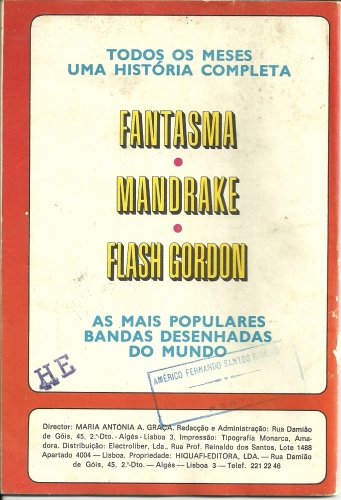 TODOS OS MESES
UMA HISTÓRIA COMPLETA
FANTASMA
MANDRAKE
FLASH GORDON
AS MAIS POPULARES
BANDAS DESENHADAS
DO MUNDO
HE
AMÉRICO FERNANDO SANTOS
Director: MARIA ANTÓNIA A. GRAÇA. Redacção e Administração: Rua Damião
de Góis, 45, 2.º-Dto. - Algés - Lisboa 3. Impressão: Tipografia Monarca, Ama-
dora. Distribuição: Electroliber, Lda., Rua Prof. Reinaldo dos Santos, Lote 1488
Apartado 4004 — Lisboa. Propriedade: HIQUAFI-EDITORA, LDA. — Rua Damião
de Góis, 45, 2.º-Dto. — Algés — Lisboa 3 — Telef. 221 22 46